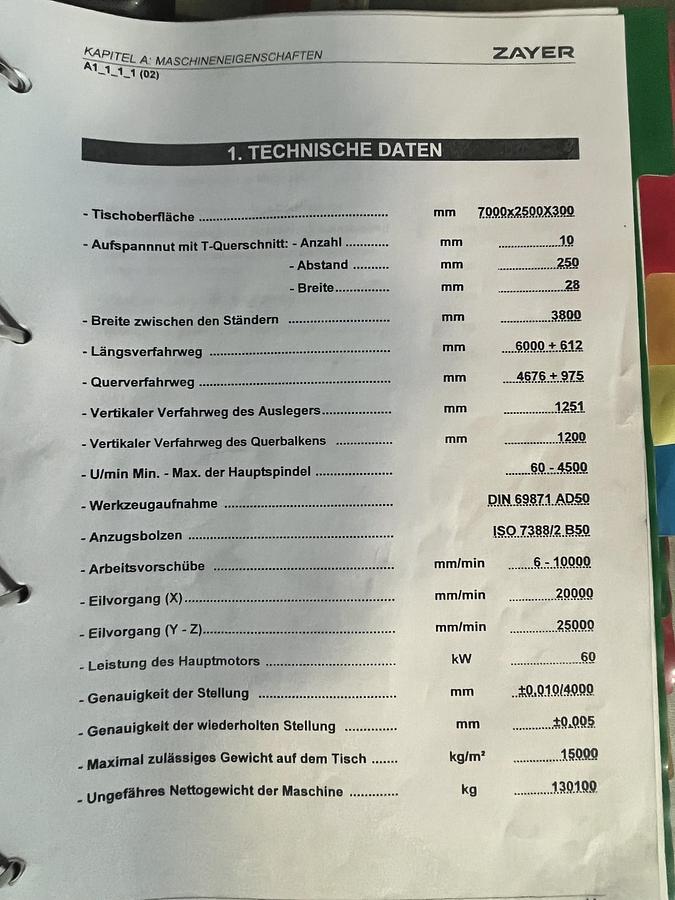 KAPITEL A: MASCHINENEIGENSCHAFTEN ZAYER
A1_1_1_1 (02)
1. TECHNISCHE DATEN
- Tischoberfläche ........ mm 7000x2500X300
- Aufspannnut mit T-Querschnitt: - Anzahl ........ mm ........ 10
- Abstand ........ mm ........ 250
- Breite ........ mm ........ 28
- Breite zwischen den Ständern ........ mm ........ 3800
- Längsverfahrweg ........ mm ........ 6000 + 612
- Querverfahrweg ........ mm ........ 4676 + 975
- Vertikaler Verfahrweg des Auslegers ........ mm ........ 1251
- Vertikaler Verfahrweg des Querbalkens ........ mm ........ 1200
- U/min Min. - Max. der Hauptspindel ........ 60 - 4500
- Werkzeugaufnahme ........ DIN 69871 AD50
- Anzugsbolzen ........ ISO 7388/2 B50
- Arbeitsvorschübe ........ mm/min ........ 6 - 10000
- Eilvorgang (X) ........ mm/min ........ 20000
- Eilvorgang (Y - Z) ........ mm/min ........ 25000
- Leistung des Hauptmotors ........ kW ........ 60
- Genauigkeit der Stellung ........ mm ........ ±0,010/4000
- Genauigkeit der wiederholten Stellung ........ mm ........ ±0,005
- Maximal zulässiges Gewicht auf dem Tisch ....... kg/m² ........ 15000
- Ungefähres Nettogewicht der Maschine ........ kg ........ 130100